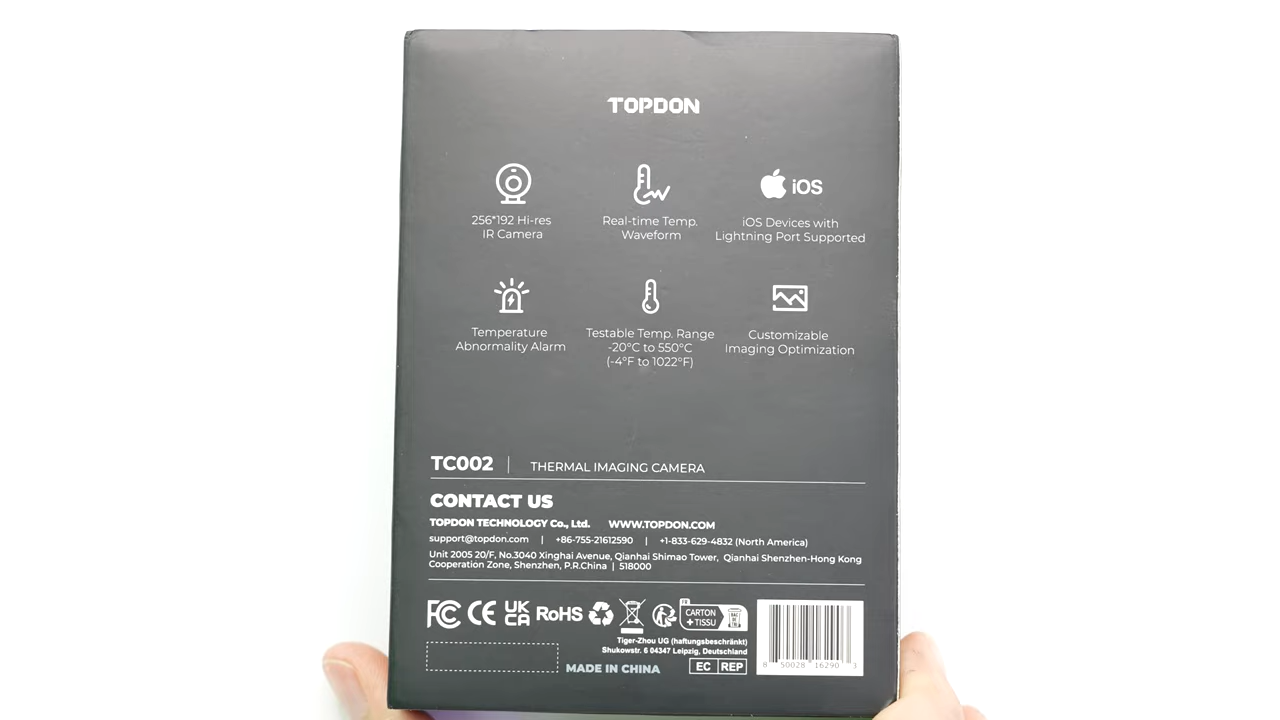 TOPDON
256*192 Hi-res
IR Camera
Real-time Temp.
Waveform
iOS
iOS Devices with
Lightning Port Supported
Temperature
Abnormality Alarm
Testable Temp. Range
-20°C to 550°C
(-4°F to 1022°F)
Customizable
Imaging Optimization
TC002 | THERMAL IMAGING CAMERA
CONTACT US
TOPDON TECHNOLOGY Co., Ltd. WWW.TOPDON.COM
support@topdon.com | +86-755-21612590 | +1-833-629-4832 (North America)
Unit 2005 20/F, No.3040 Xinghai Avenue, Qianhai Shimao Tower, Qianhai Shenzhen-Hong Kong
Cooperation Zone, Shenzhen, P.R.China | 518000
FC CE UK CA RoHS
FR
CARTON
+ TISSU
BAC DE TRI
Tiger-Zhou UG (haftungsbeschränkt)
Shukowstr. 6 04347 Leipzig, Deutschland
MADE IN CHINA
EC REP
8 50028 16290 3